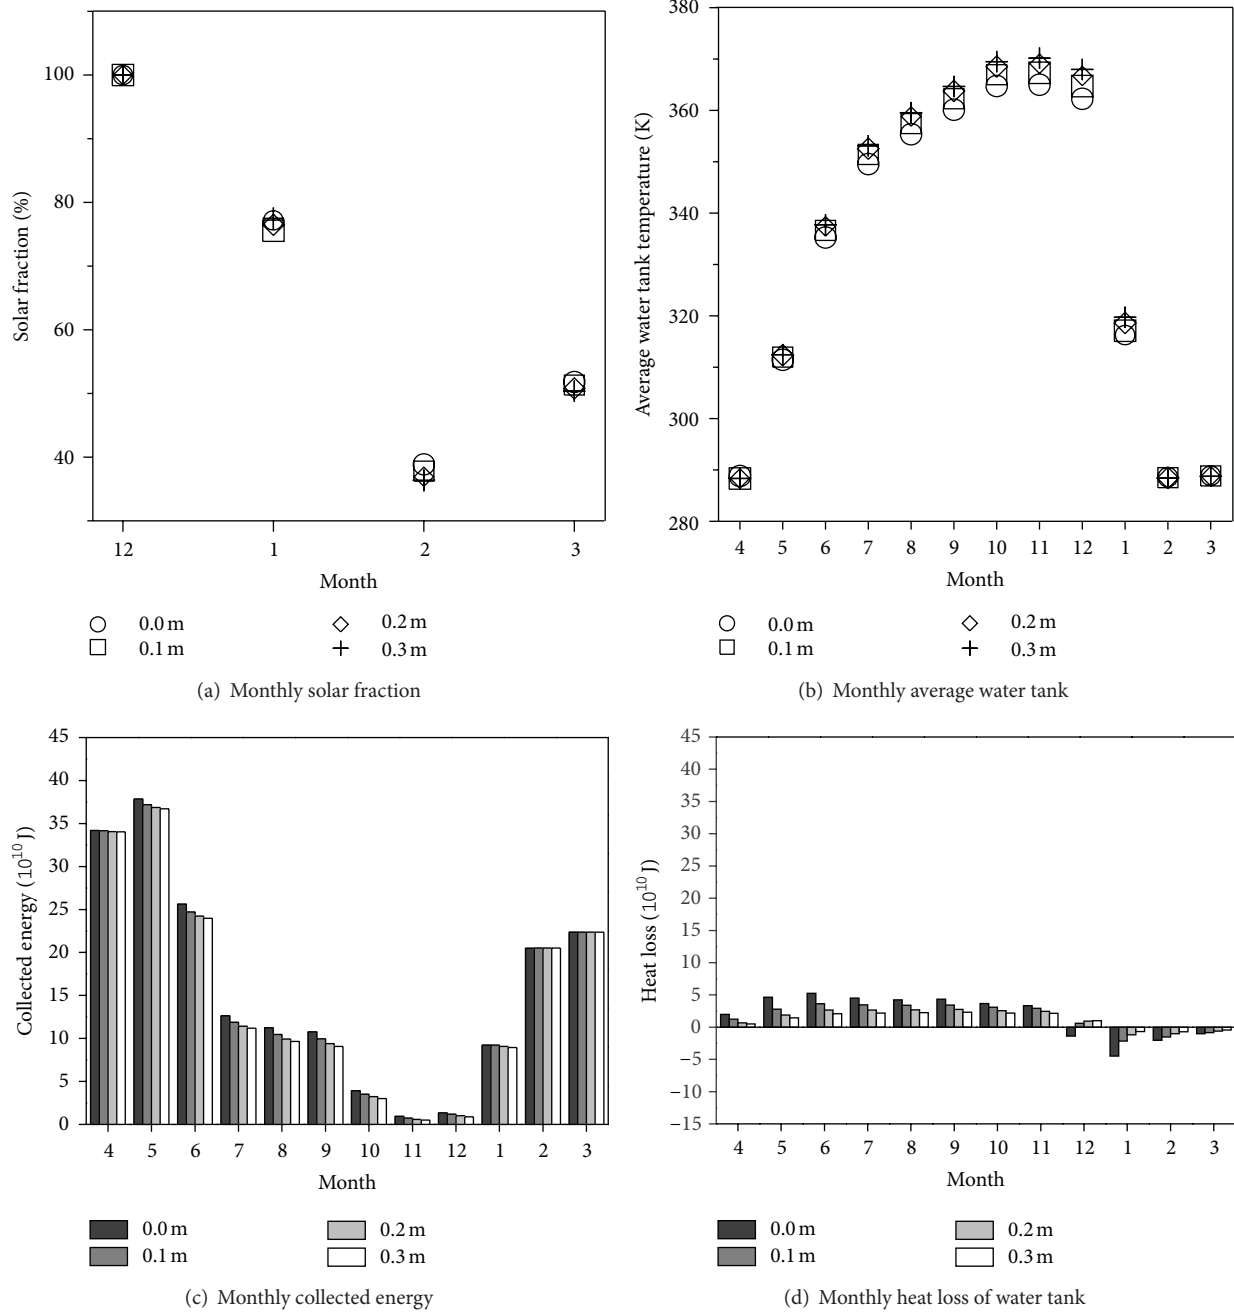 Solar fraction (%)
100
80
60
40
12 1 2 3
Month
0.0 m 0.2 m
0.1 m 0.3 m
(a) Monthly solar fraction
Average water tank temperature (K)
380
360
340
320
300
280
4 5 6 7 8 9 10 11 12 1 2 3
Month
0.0 m 0.2 m
0.1 m 0.3 m
(b) Monthly average water tank
Collected energy (10^10 J)
45
40
35
30
25
20
15
10
5
0
4 5 6 7 8 9 10 11 12 1 2 3
Month
0.0 m 0.2 m
0.1 m 0.3 m
(c) Monthly collected energy
Heat loss (10^10 J)
45
40
35
30
25
20
15
10
5
0
−5
−10
−15
4 5 6 7 8 9 10 11 12 1 2 3
Month
0.0 m 0.2 m
0.1 m 0.3 m
(d) Monthly heat loss of water tank